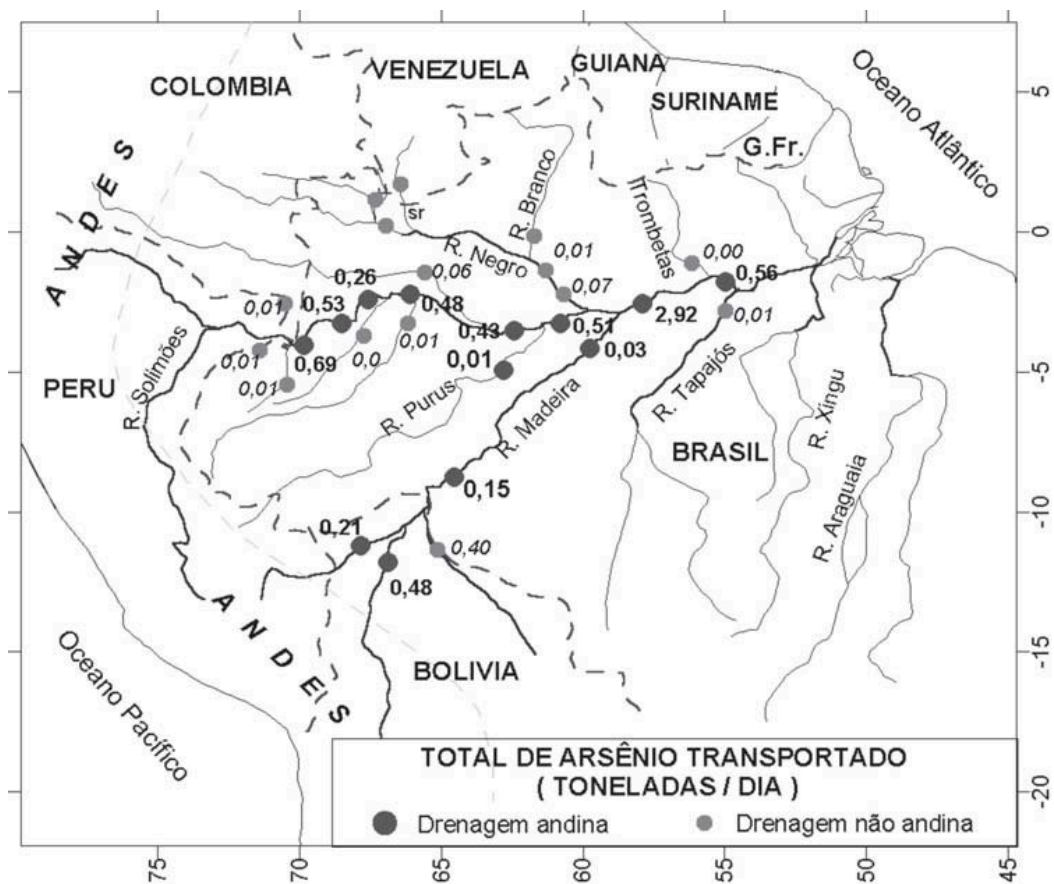 COLOMBIA
VENEZUELA
GUIANA
SURINAME
G.Fr.
Oceano Atlântico
ANDES
sr
R. Branco
Trombetas
R. Negro
0,01
0,00
0,06
0,07
0,56
0,26
0,53
0,48
0,01
2,92
0,01
0,43
0,51
0,03
0,01
0,69
0,0
0,01
0,01
0,01
PERU
R. Solimões
R. Purus
R. Madeira
R. Tapajós
BRASIL
R. Xingu
R. Araguaia
0,15
0,21
0,40
0,48
ANDES
BOLIVIA
Oceano Pacífico
TOTAL DE ARSÊNIO TRANSPORTADO
( TONELADAS / DIA )
Drenagem andina
Drenagem não andina
5
0
-5
-10
-15
-20
75
70
65
60
55
50
45